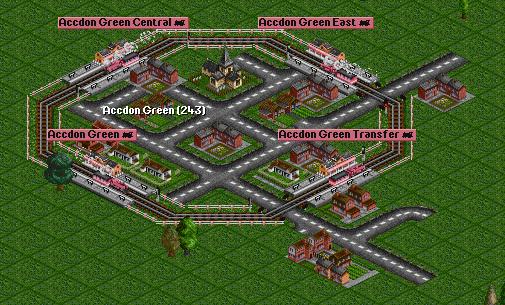 Accdon Green Central
Accdon Green East
Accdon Green (243)
Accdon Green
Accdon Green Transfer